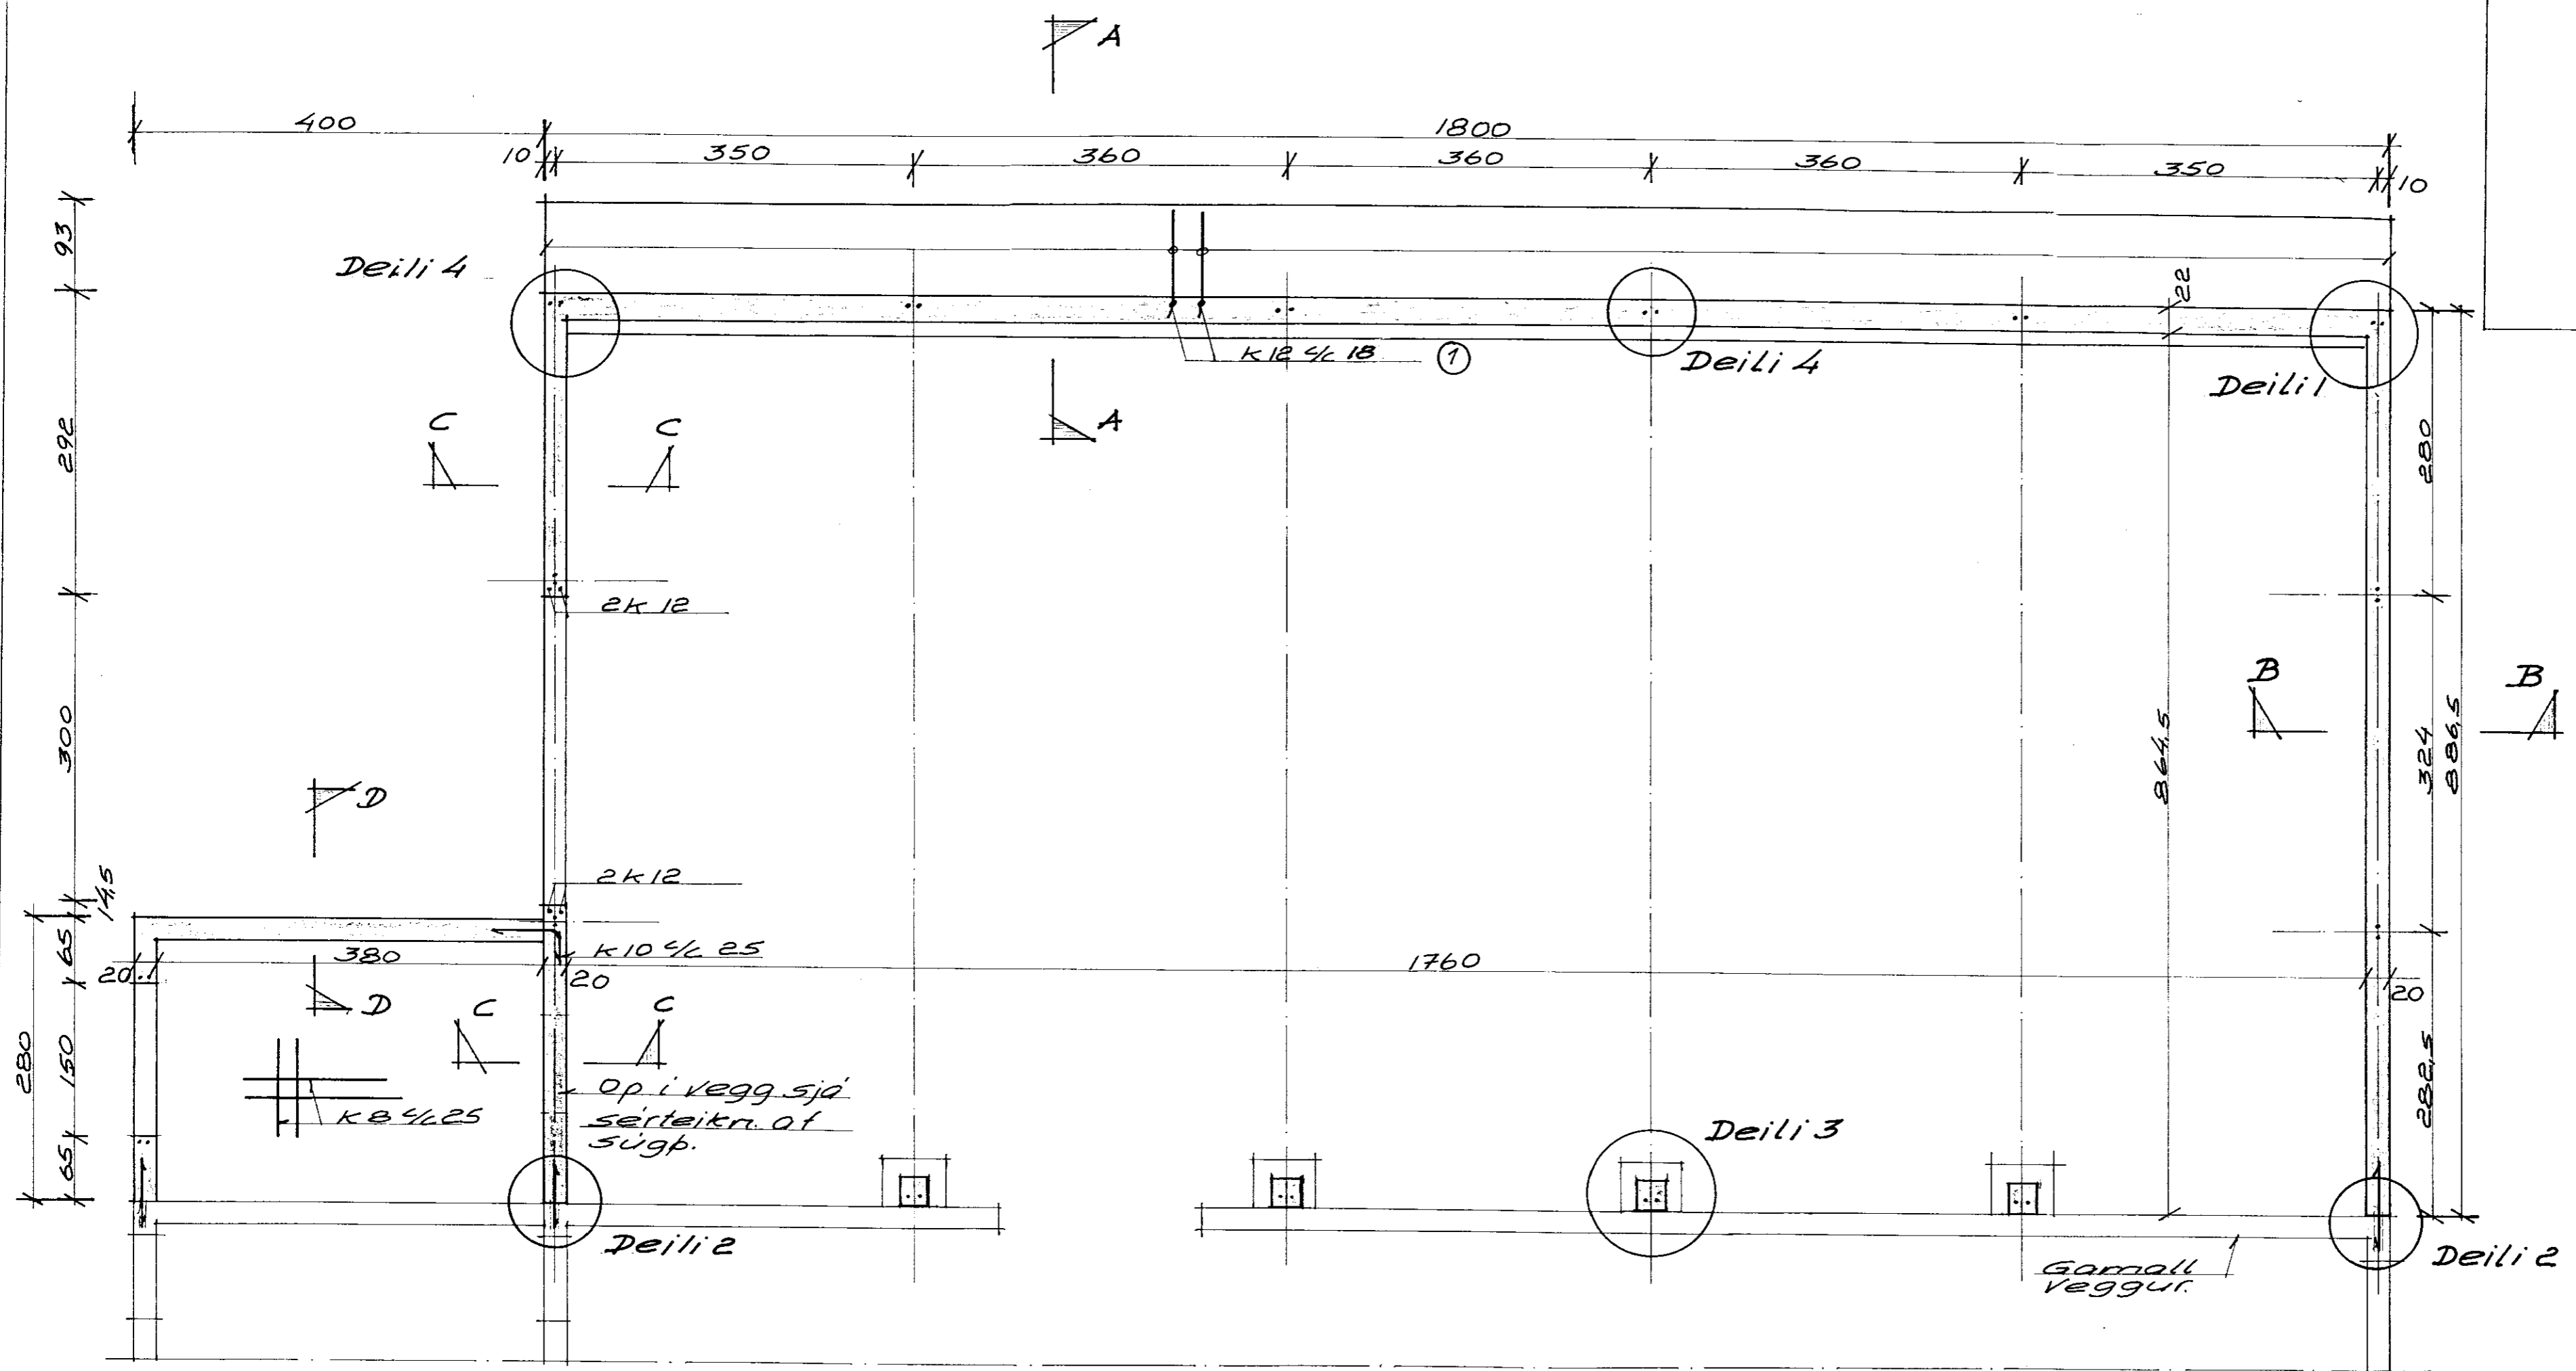 A
400
1800
10
350
360
360
360
350
10
93
Deili 4
22
K12 c/c 18 1
Deili 4
Deili 1
A
C
C
292
280
2K12
B
B
300
864,5
324
886,5
D
2K12
14,5
65
K10 c/c 25
380
1760
20
20
20
D
C
C
280
150
Op í vegg sjá
sérteikn. af
súgþ.
K8 c/c 25
282,5
65
Deili 3
Deili 2
Gamall
veggur.
Deili 2